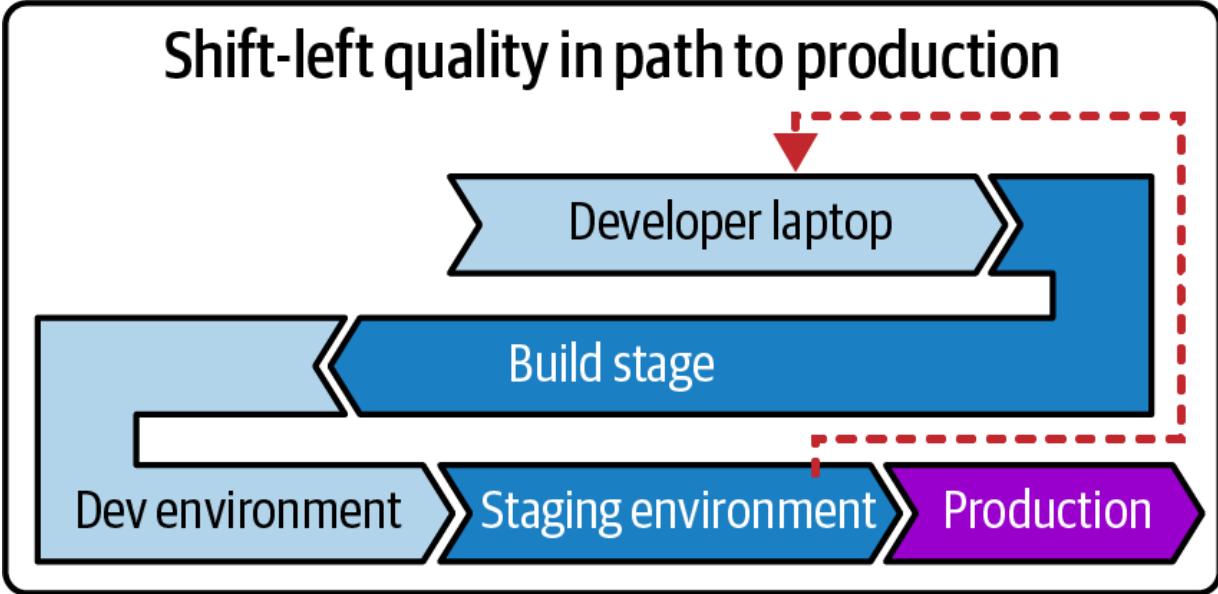 Shift-left quality in path to production
Developer laptop
Build stage
Dev environment
Staging environment
Production